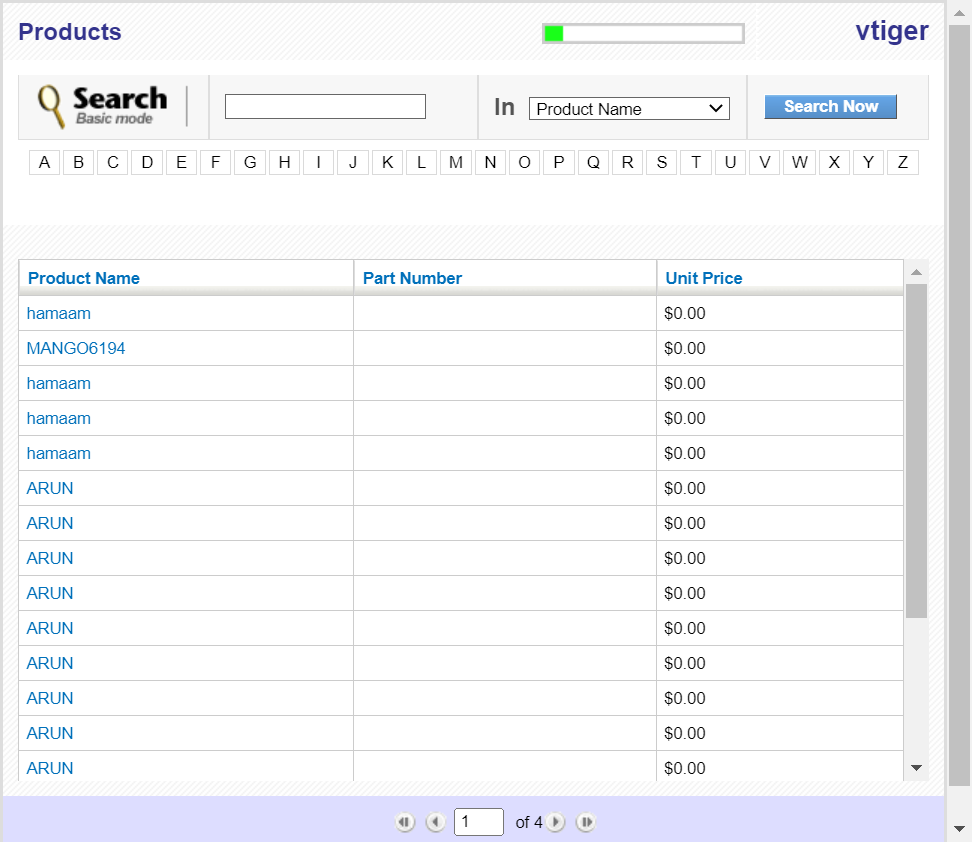 Products vtiger
Search
Basic mode
In Product Name Search Now
A B C D E F G H I J K L M N O P Q R S T U V W X Y Z
Product Name Part Number Unit Price
hamaam $0.00
MANGO6194 $0.00
hamaam $0.00
hamaam $0.00
hamaam $0.00
ARUN $0.00
ARUN $0.00
ARUN $0.00
ARUN $0.00
ARUN $0.00
ARUN $0.00
ARUN $0.00
ARUN $0.00
ARUN $0.00
1 of 4